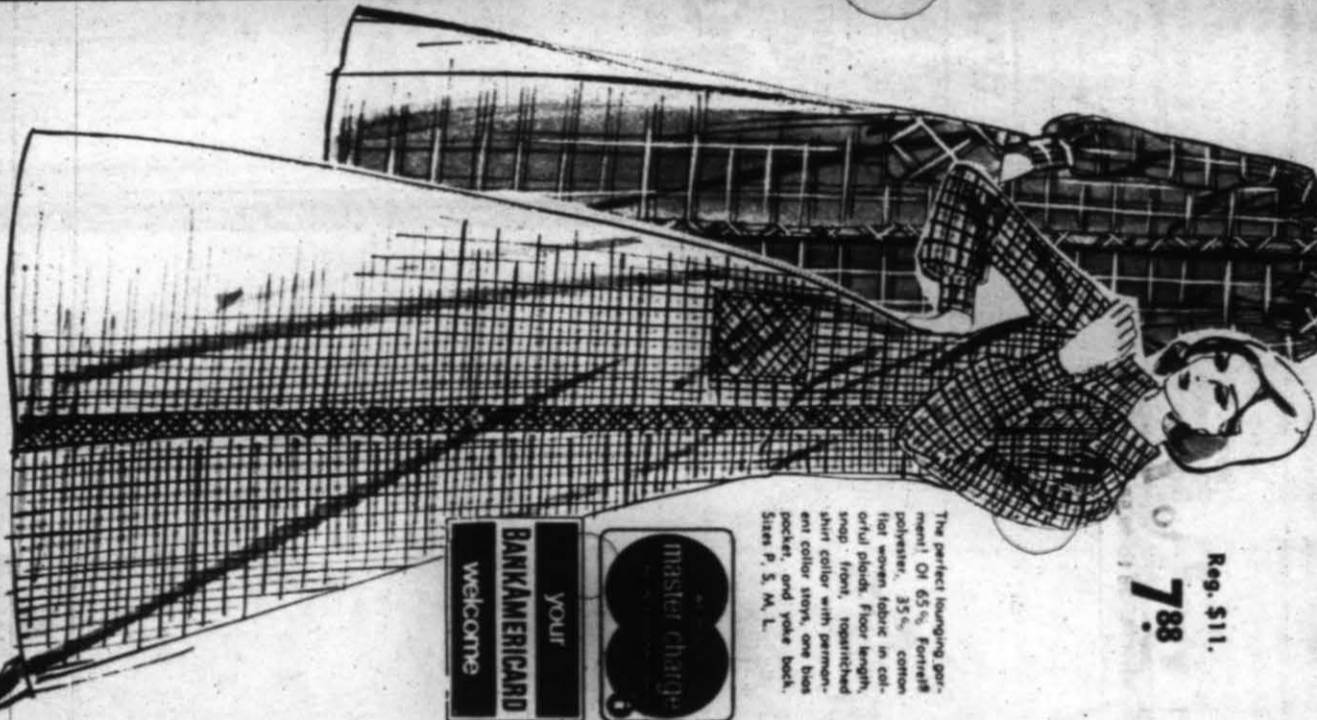 Reg. $11.
7.88
The perfect lounging gar-
ment! Of 65% Fortrel®
polyester, 35% cotton
flat woven fabric in col-
orful plaids. Floor length,
snap front, topstitched
shirt collar with perman-
ent collar stays, one bias
pocket, and yoke back.
Sizes P, S, M, L.
master charge
your
BANKAMERICARD
welcome